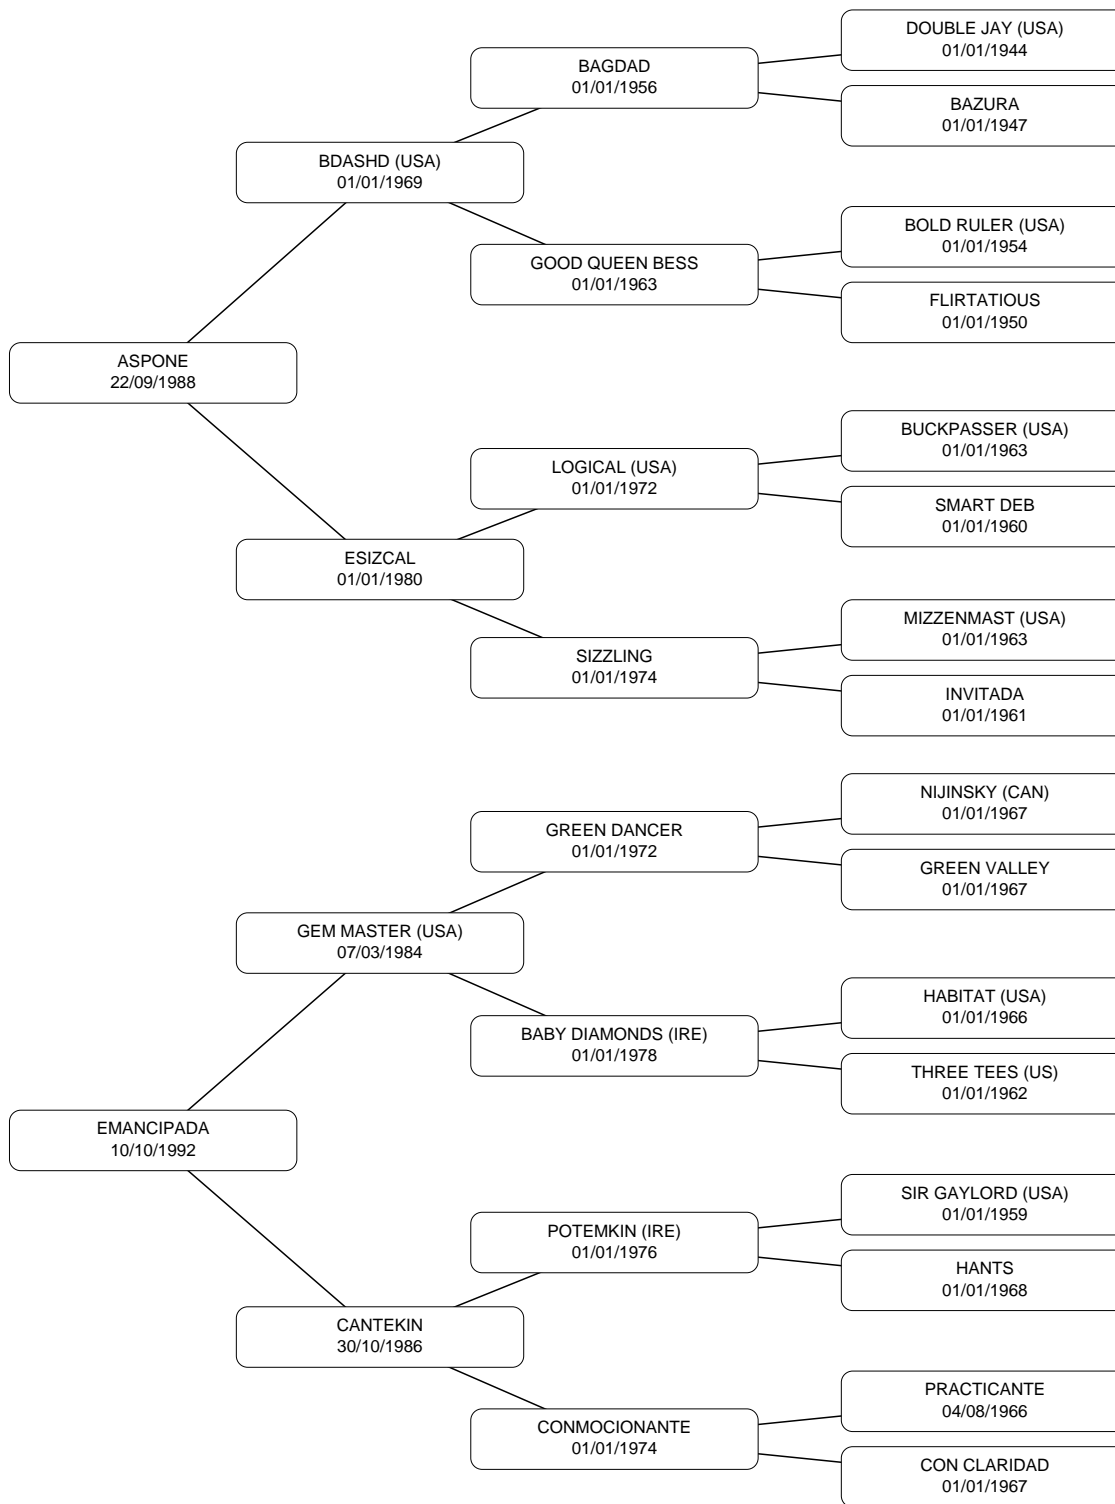 DOUBLE JAY (USA)
01/01/1944
BAGDAD
01/01/1956
BAZURA
01/01/1947
BDASHD (USA)
01/01/1969
BOLD RULER (USA)
01/01/1954
GOOD QUEEN BESS
01/01/1963
FLIRTATIOUS
01/01/1950
ASPONE
22/09/1988
BUCKPASSER (USA)
01/01/1963
LOGICAL (USA)
01/01/1972
SMART DEB
01/01/1960
ESIZCAL
01/01/1980
MIZZENMAST (USA)
01/01/1963
SIZZLING
01/01/1974
INVITADA
01/01/1961
NIJINSKY (CAN)
01/01/1967
GREEN DANCER
01/01/1972
GREEN VALLEY
01/01/1967
GEM MASTER (USA)
07/03/1984
HABITAT (USA)
01/01/1966
BABY DIAMONDS (IRE)
01/01/1978
THREE TEES (US)
01/01/1962
EMANCIPADA
10/10/1992
SIR GAYLORD (USA)
01/01/1959
POTEMKIN (IRE)
01/01/1976
HANTS
01/01/1968
CANTEKIN
30/10/1986
PRACTICANTE
04/08/1966
CONMOCIONANTE
01/01/1974
CON CLARIDAD
01/01/1967